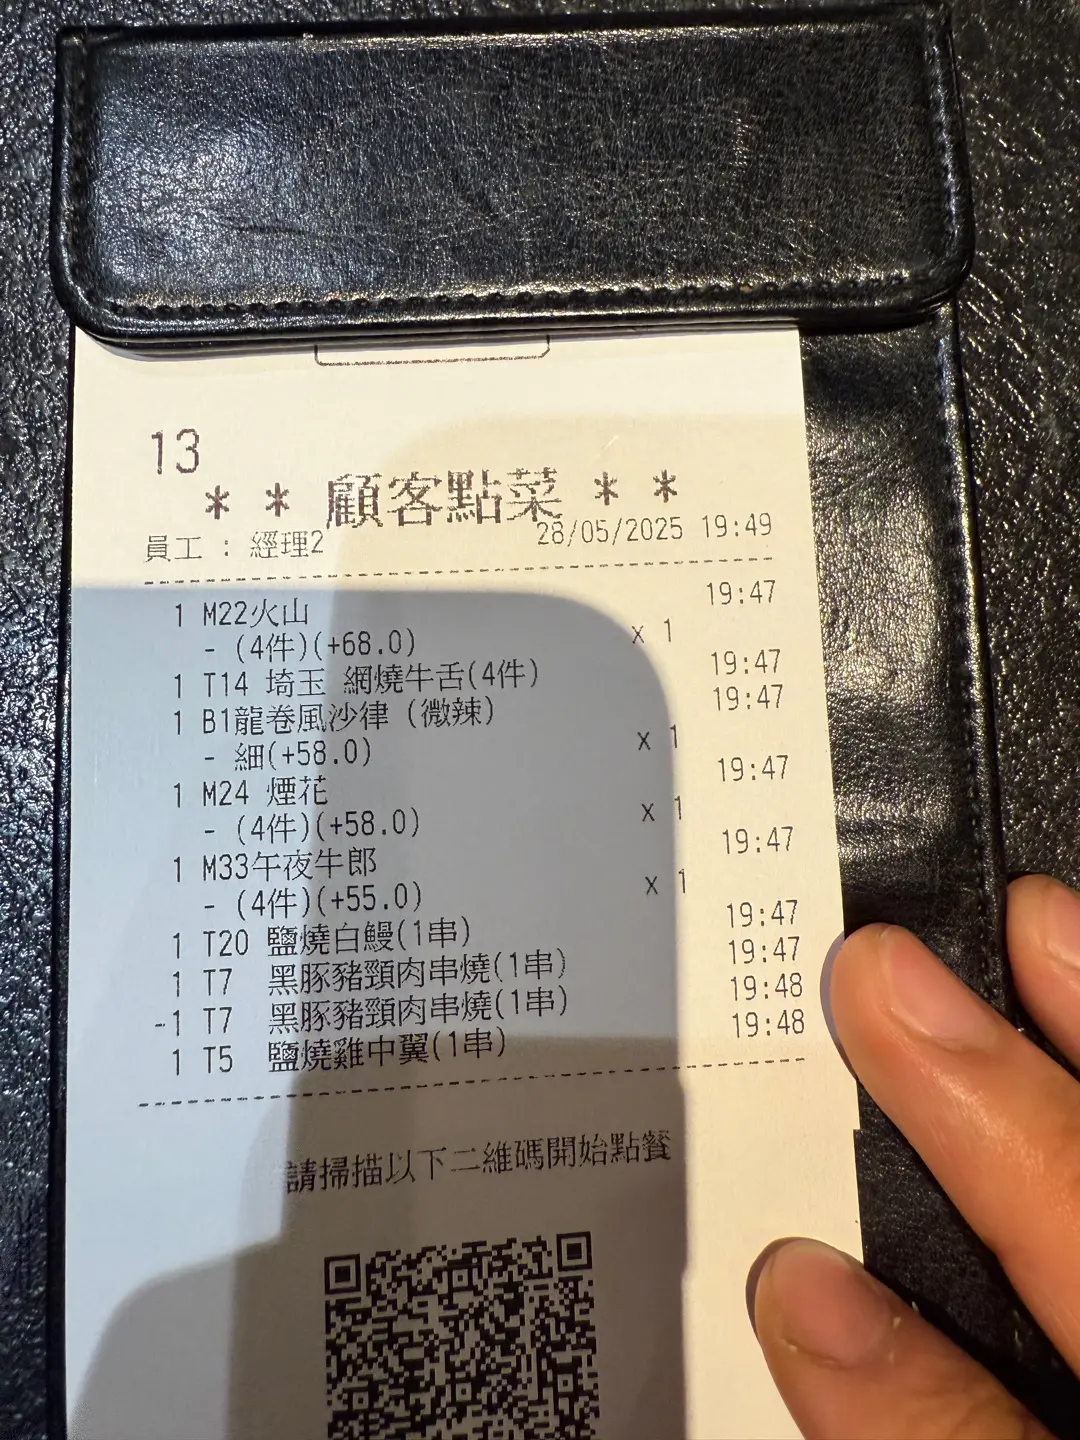 13
* * 顧客點菜 * *
員工 : 經理2 28/05/2025 19:49
1 M22火山 19:47
- (4件)(+68.0) x 1
1 T14 埼玉 網燒牛舌(4件) 19:47
1 B1龍卷風沙律 (微辣) 19:47
- 細(+58.0) x 1
1 M24 煙花 19:47
- (4件)(+58.0) x 1
1 M33午夜牛郎 19:47
- (4件)(+55.0) x 1
1 T20 鹽燒白鰻(1串) 19:47
1 T7 黑豚豬頸肉串燒(1串) 19:47
-1 T7 黑豚豬頸肉串燒(1串) 19:48
1 T5 鹽燒雞中翼(1串) 19:48
請掃描以下二維碼開始點餐